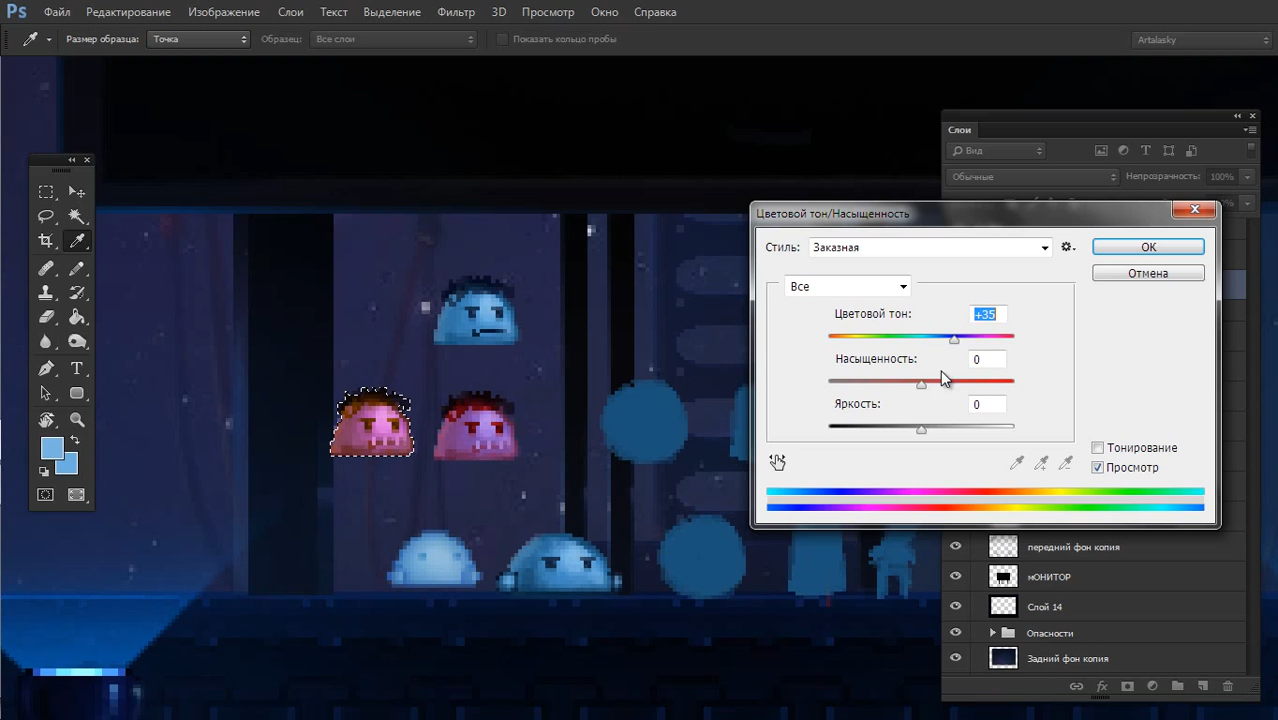 Ps Файл Редактирование Изображение Слои Текст Выделение Фильтр 3D Просмотр Окно Справка
Размер образца: Точка Образец: Все слои Показать кольцо пробы Artalasky
Слои
Вид
Обычные Непрозрачность: 100%
Цветовой тон/Насыщенность
Стиль: Заказная OK
Отмена
Все
Цветовой тон: +35
Насыщенность: 0
Яркость: 0
Тонирование
Просмотр
передний фон копия
мОНИТОР
Слой 14
Опасности
Задний фон копия
fx